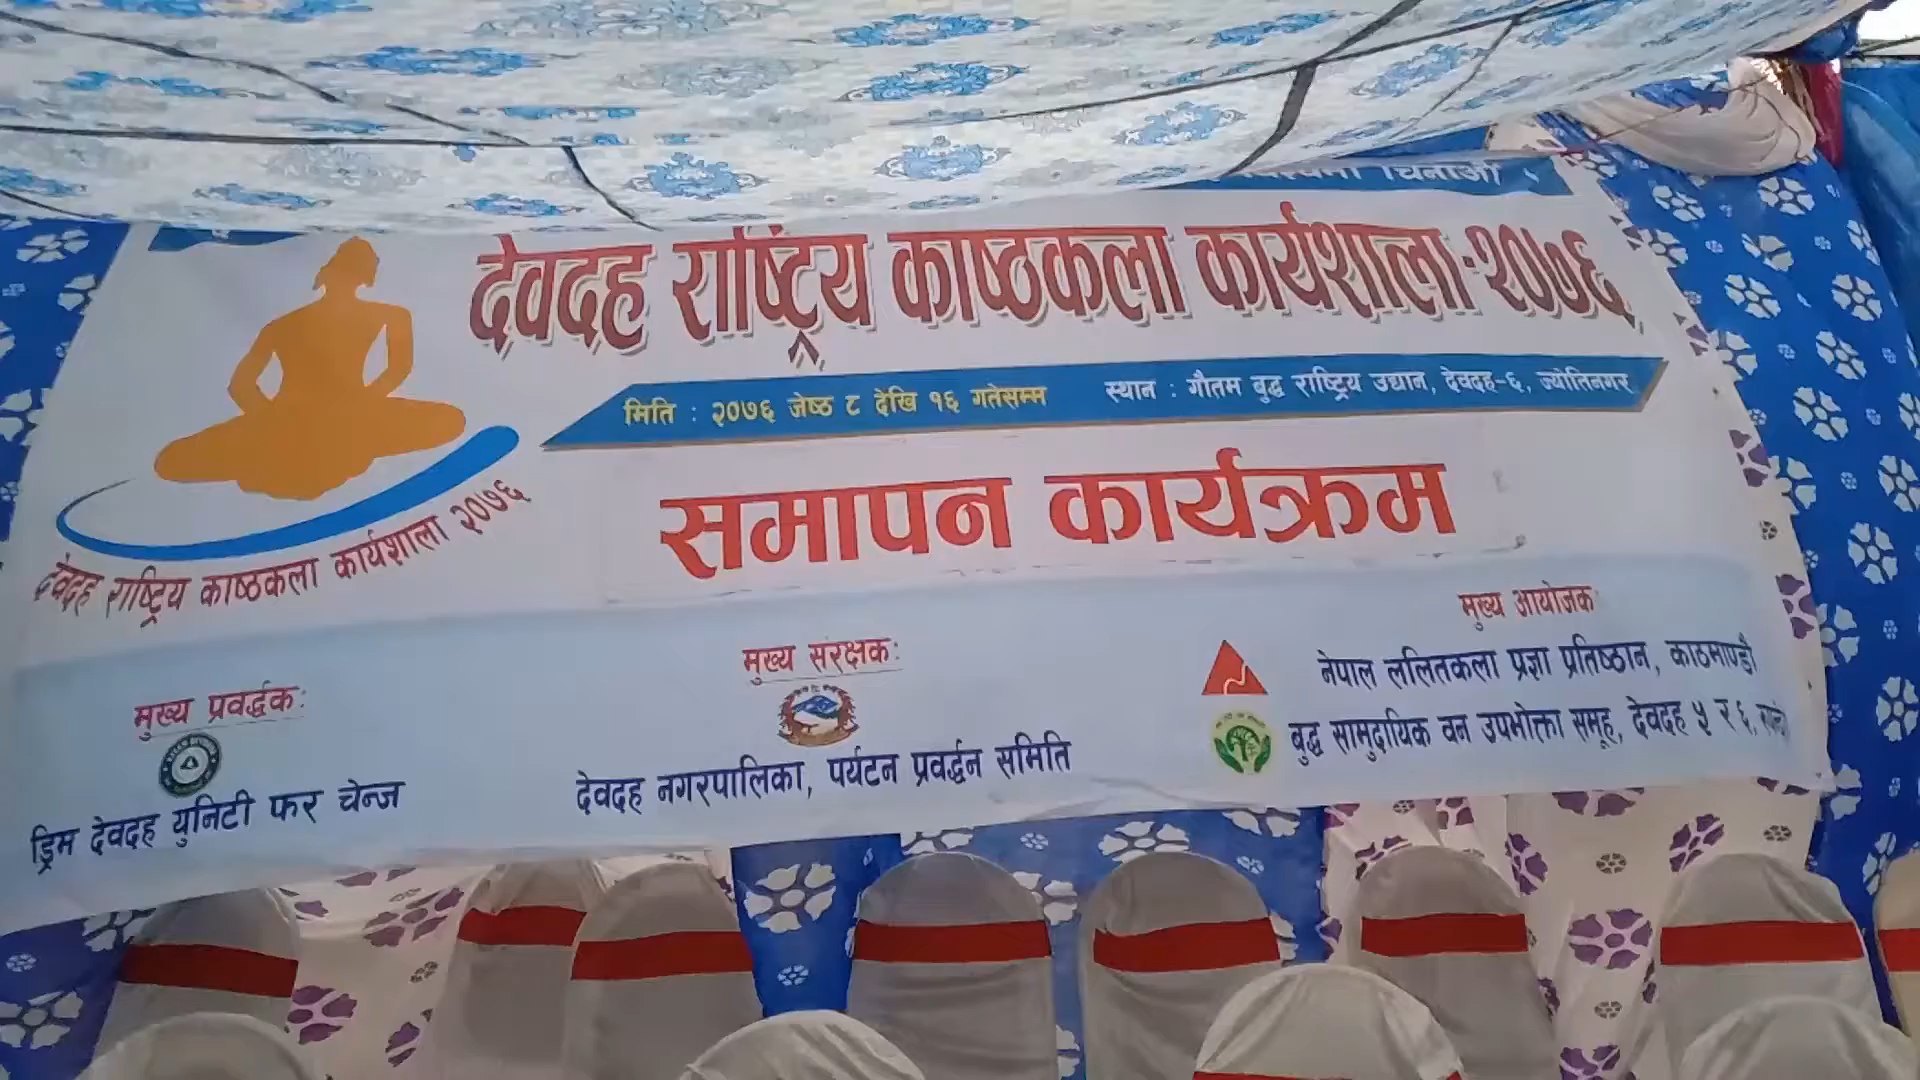 चिनाऔं
देवदह राष्ट्रिय काष्ठकला कार्यशाला-२०७६
मिति : २०७६ जेष्ठ ८ देखि १६ गतेसम्म
स्थान : गौतम बुद्ध राष्ट्रिय उद्यान, देवदह-६, ज्योतिनगर
समापन कार्यक्रम
देवदह राष्ट्रिय काष्ठकला कार्यशाला २०७६
मुख्य प्रवर्द्धक:
ड्रिम देवदह युनिटी फर चेन्ज
मुख्य संरक्षक:
देवदह नगरपालिका, पर्यटन प्रवर्द्धन समिति
मुख्य आयोजक
नेपाल ललितकला प्रज्ञा प्रतिष्ठान, काठमाण्डौ
बुद्ध सामुदायिक वन उपभोक्ता समूह, देवदह ५ र ६,